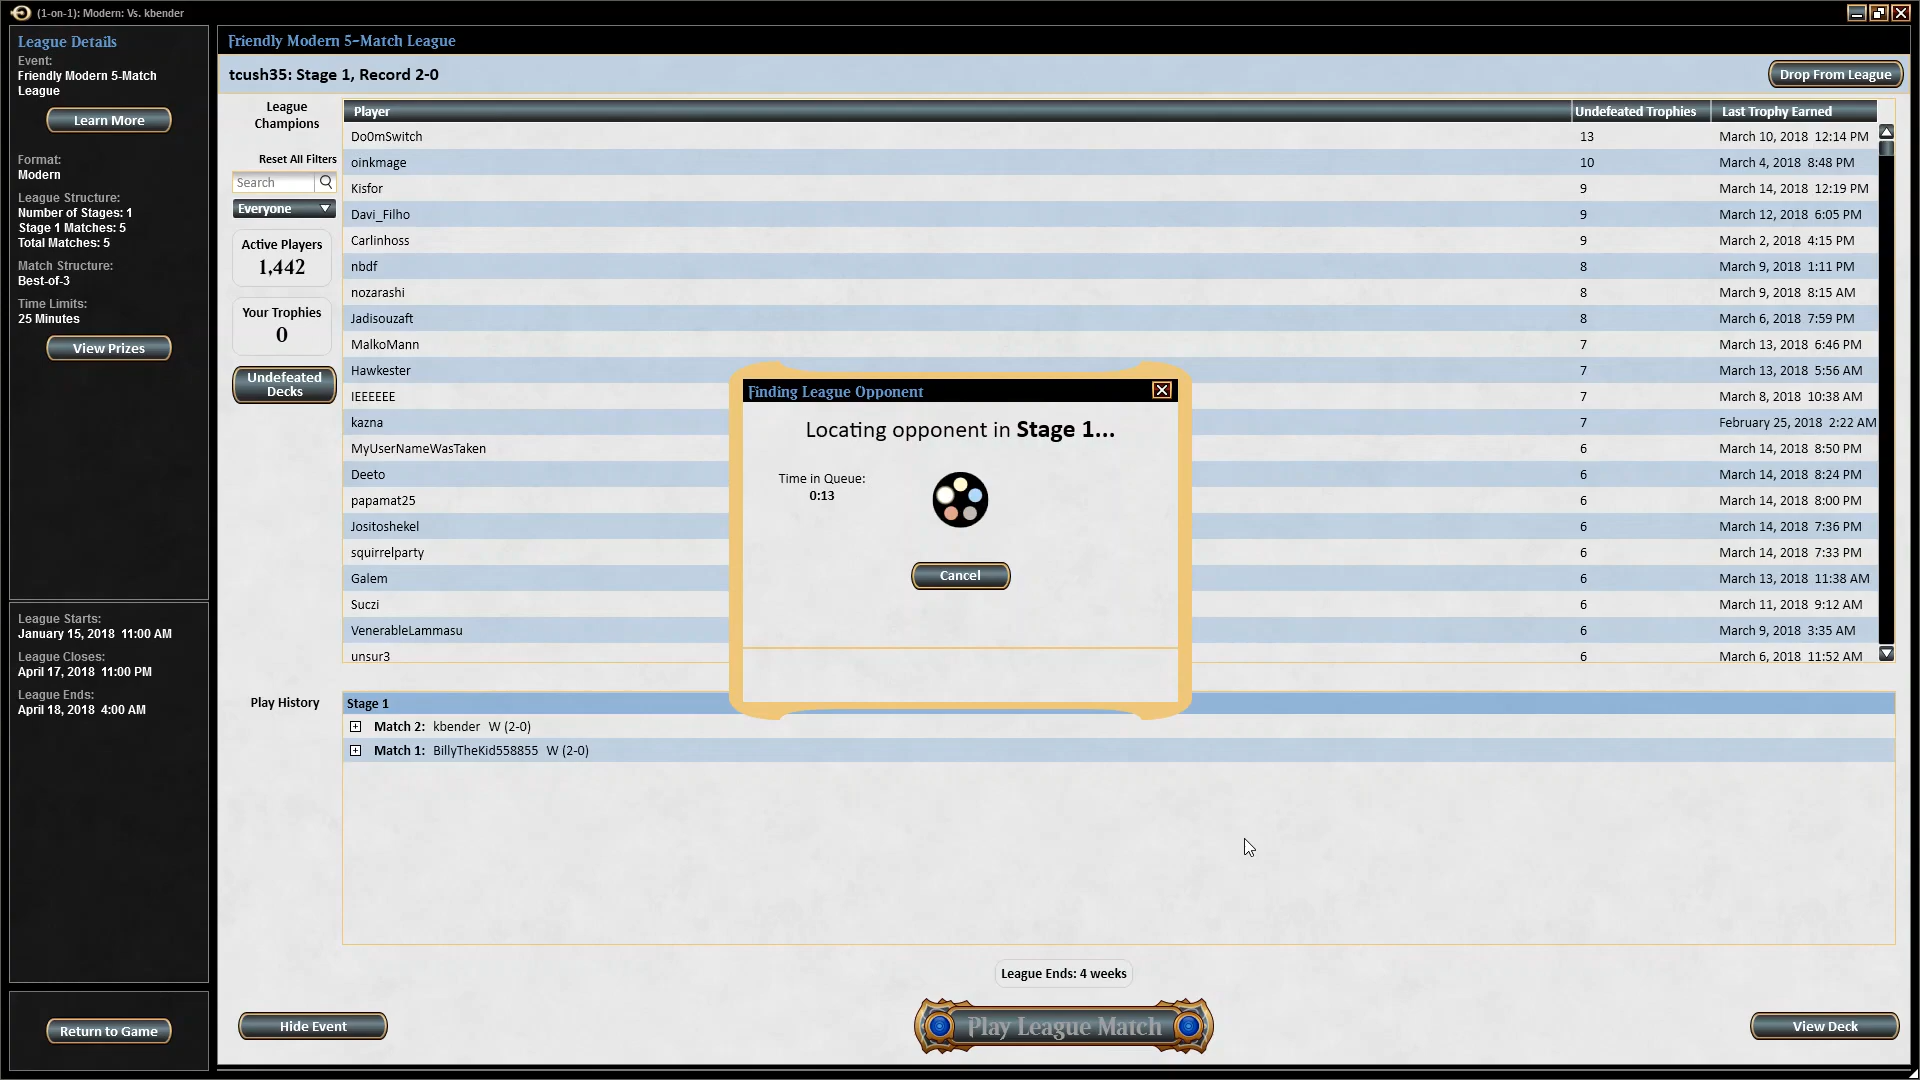 (1-on-1): Modern: Vs. kbender
League Details
Event:
Friendly Modern 5-Match
League
Learn More
Format:
Modern
League Structure:
Number of Stages: 1
Stage 1 Matches: 5
Total Matches: 5
Match Structure:
Best-of-3
Time Limits:
25 Minutes
View Prizes
League Starts:
January 15, 2018 11:00 AM
League Closes:
April 17, 2018 11:00 PM
League Ends:
April 18, 2018 4:00 AM
Return to Game
Friendly Modern 5-Match League
tcush35: Stage 1, Record 2-0
Drop From League
League
Champions
Reset All Filters
Search
Everyone
Active Players
1,442
Your Trophies
0
Undefeated
Decks
Player Undefeated Trophies Last Trophy Earned
Do0mSwitch 13 March 10, 2018 12:14 PM
oinkmage 10 March 4, 2018 8:48 PM
Kisfor 9 March 14, 2018 12:19 PM
Davi_Filho 9 March 12, 2018 6:05 PM
Carlinhoss 9 March 2, 2018 4:15 PM
nbdf 8 March 9, 2018 1:11 PM
nozarashi 8 March 9, 2018 8:15 AM
Jadisouzaft 8 March 6, 2018 7:59 PM
MalkoMann 7 March 13, 2018 6:46 PM
Hawkester 7 March 13, 2018 5:56 AM
IEEEEEE 7 March 8, 2018 10:38 AM
kazna 7 February 25, 2018 2:22 AM
MyUserNameWasTaken 6 March 14, 2018 8:50 PM
Deeto 6 March 14, 2018 8:24 PM
papamat25 6 March 14, 2018 8:00 PM
Jositoshekel 6 March 14, 2018 7:36 PM
squirrelparty 6 March 14, 2018 7:33 PM
Galem 6 March 13, 2018 11:38 AM
Suczi 6 March 11, 2018 9:12 AM
VenerableLammasu 6 March 9, 2018 3:35 AM
unsur3 6 March 6, 2018 11:52 AM
Finding League Opponent
Locating opponent in Stage 1...
Time in Queue:
0:13
Cancel
Play History
Stage 1
Match 2: kbender W (2-0)
Match 1: BillyTheKid558855 W (2-0)
League Ends: 4 weeks
Hide Event
Play League Match
View Deck